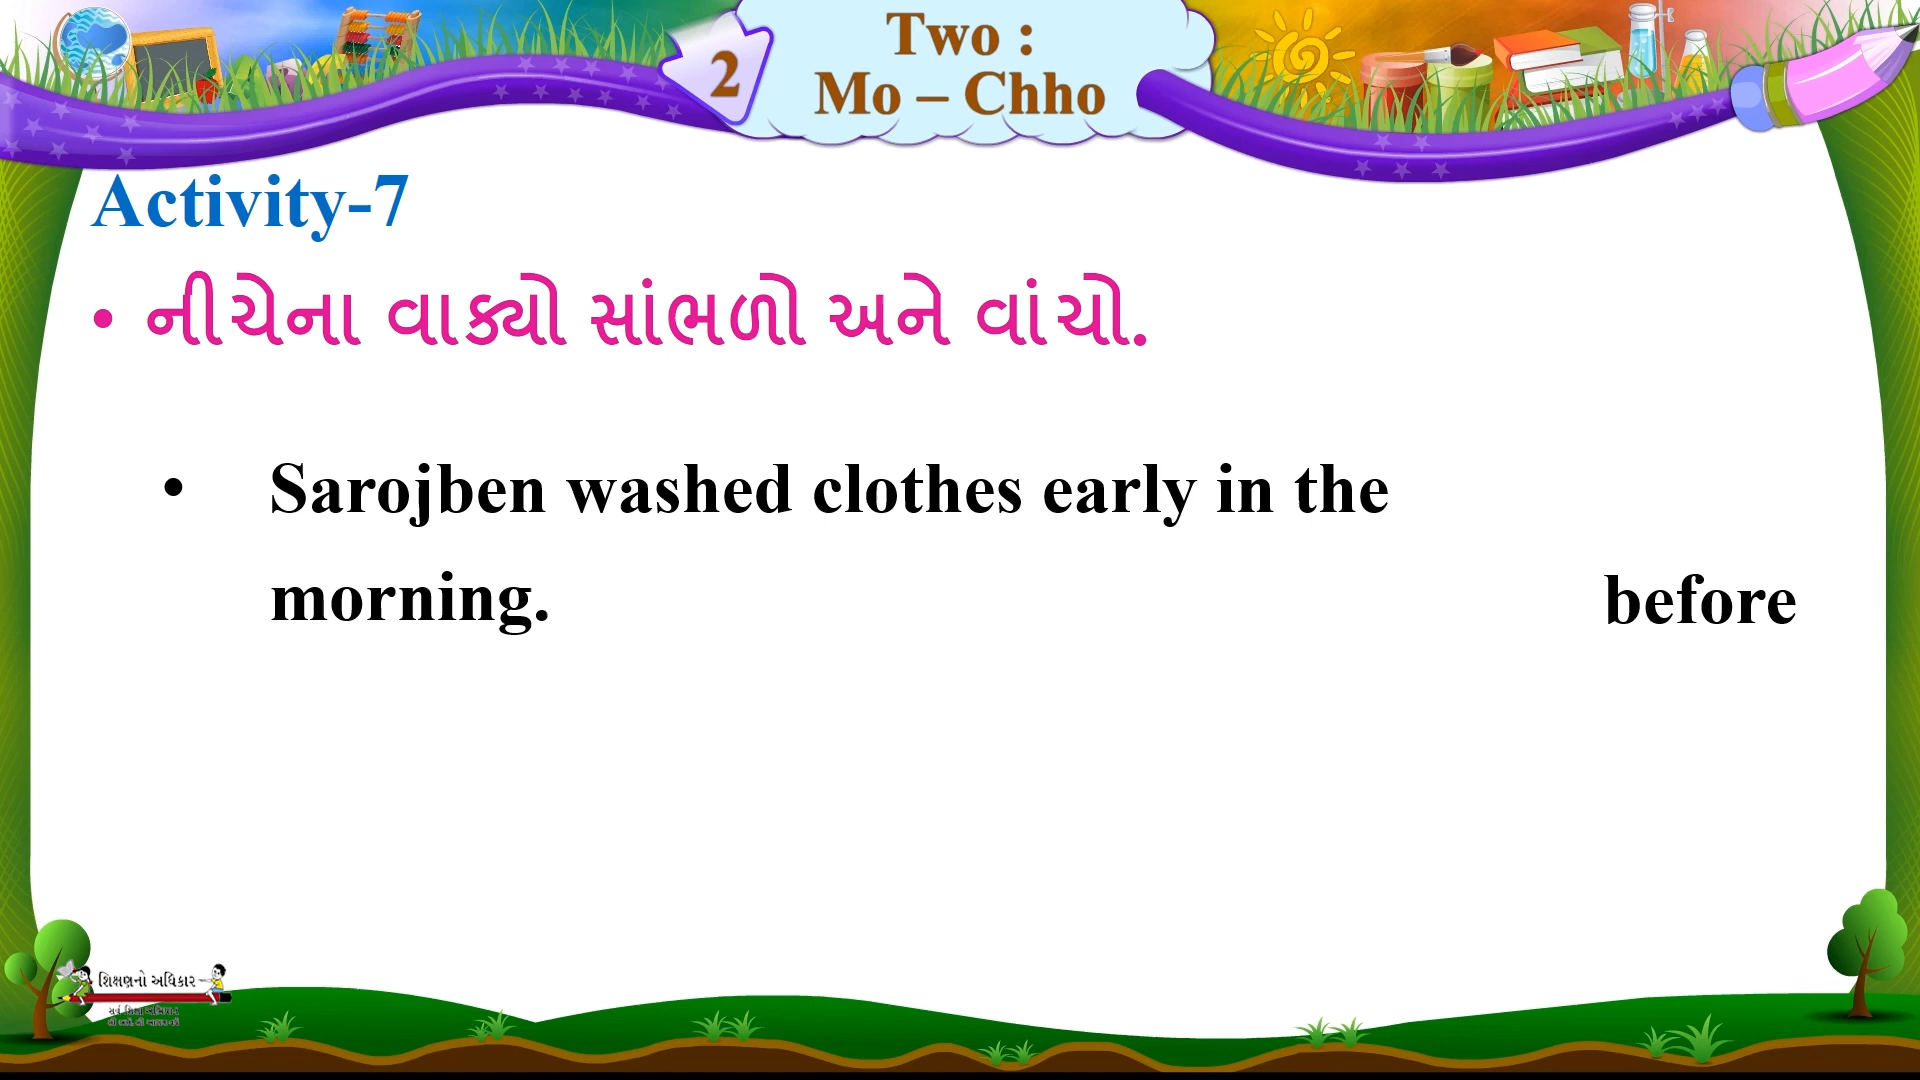 2
Two :
Mo – Chho
Activity-7
• નીચેના વાક્યો સાંભળો અને વાંચો.
• Sarojben washed clothes early in the
morning. before
શિક્ષણનો અધિકાર